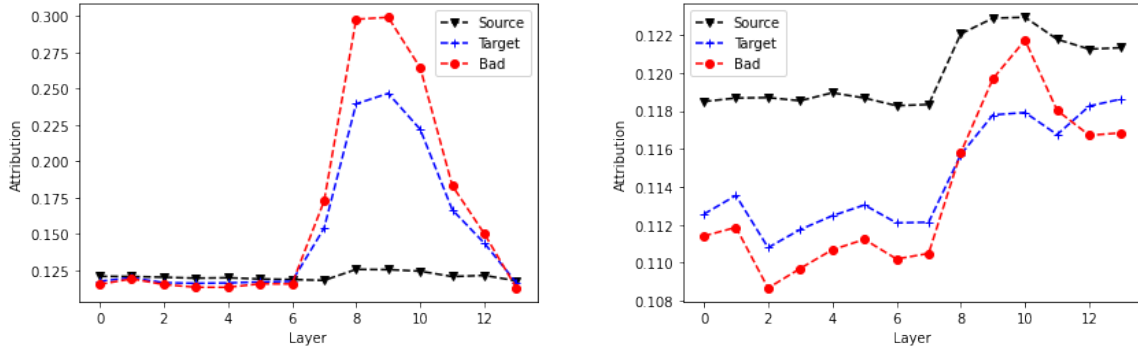 0.300
0.275
0.250
0.225
0.200
0.175
0.150
0.125
Attribution
0 2 4 6 8 10 12
Layer
Source
Target
Bad
0.122
0.120
0.118
0.116
0.114
0.112
0.110
0.108
Attribution
0 2 4 6 8 10 12
Layer
Source
Target
Bad